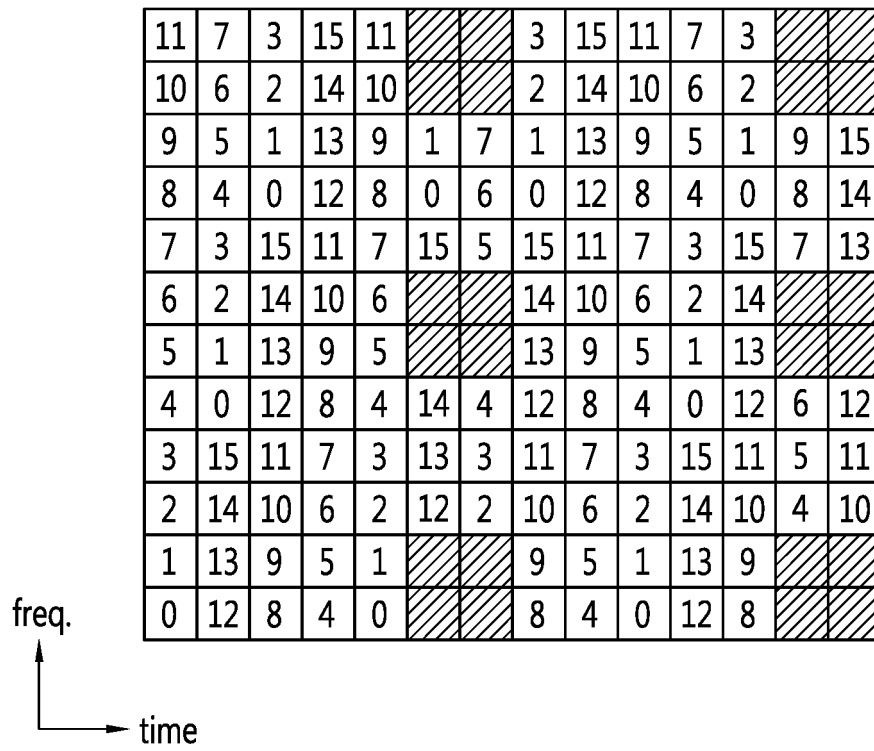 11 7 3 15 11 3 15 11 7 3
10 6 2 14 10 2 14 10 6 2
9 5 1 13 9 1 7 1 13 9 5 1 9 15
8 4 0 12 8 0 6 0 12 8 4 0 8 14
7 3 15 11 7 15 5 15 11 7 3 15 7 13
6 2 14 10 6 14 10 6 2 14
5 1 13 9 5 13 9 5 1 13
4 0 12 8 4 14 4 12 8 4 0 12 6 12
3 15 11 7 3 13 3 11 7 3 15 11 5 11
2 14 10 6 2 12 2 10 6 2 14 10 4 10
1 13 9 5 1 9 5 1 13 9
0 12 8 4 0 8 4 0 12 8
freq.
time